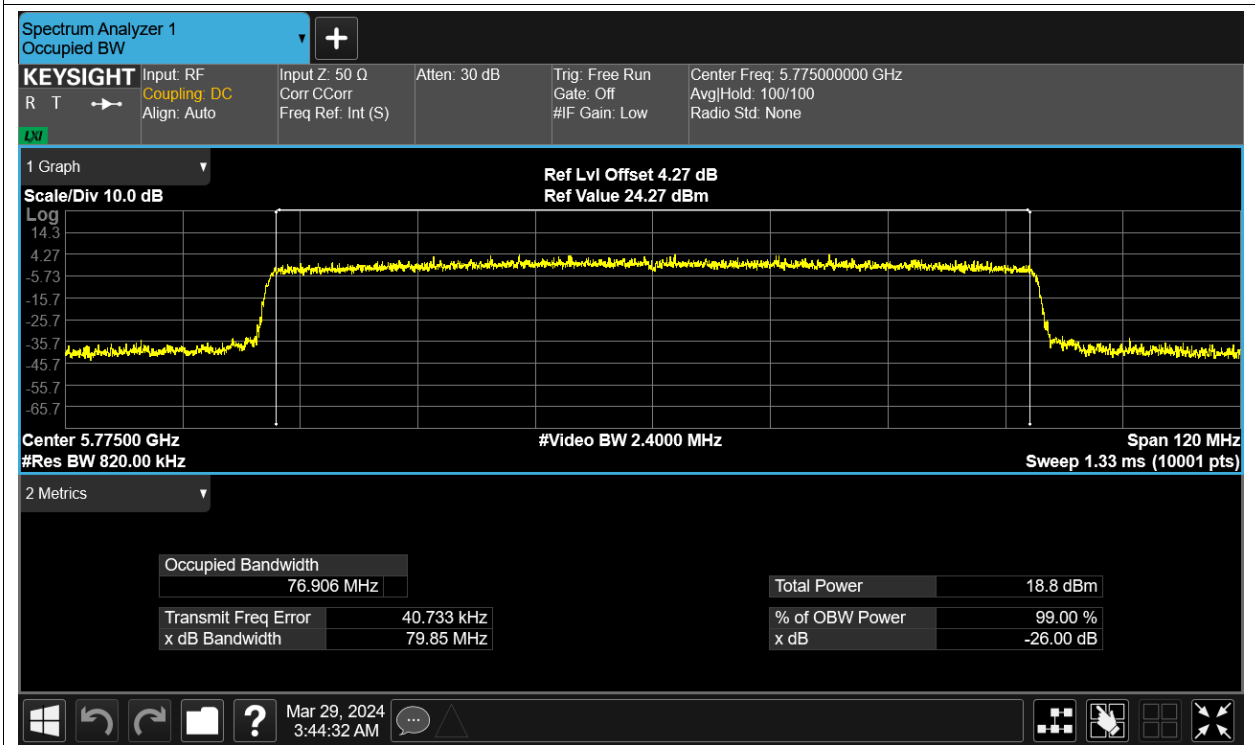 Spectrum Analyzer 1
Occupied BW
KEYSIGHT
R T
LXI
Input: RF
Coupling: DC
Align: Auto
Input Z: 50 Ω
Corr CCorr
Freq Ref: Int (S)
Atten: 30 dB
Trig: Free Run
Gate: Off
#IF Gain: Low
Center Freq: 5.775000000 GHz
Avg|Hold: 100/100
Radio Std: None
1 Graph
Scale/Div 10.0 dB
Ref Lvl Offset 4.27 dB
Ref Value 24.27 dBm
Log
14.3
4.27
-5.73
-15.7
-25.7
-35.7
-45.7
-55.7
-65.7
Center 5.77500 GHz
#Res BW 820.00 kHz
#Video BW 2.4000 MHz
Span 120 MHz
Sweep 1.33 ms (10001 pts)
2 Metrics
Occupied Bandwidth
76.906 MHz
Transmit Freq Error 40.733 kHz
x dB Bandwidth 79.85 MHz
Total Power 18.8 dBm
% of OBW Power 99.00 %
x dB -26.00 dB
?
Mar 29, 2024
3:44:32 AM